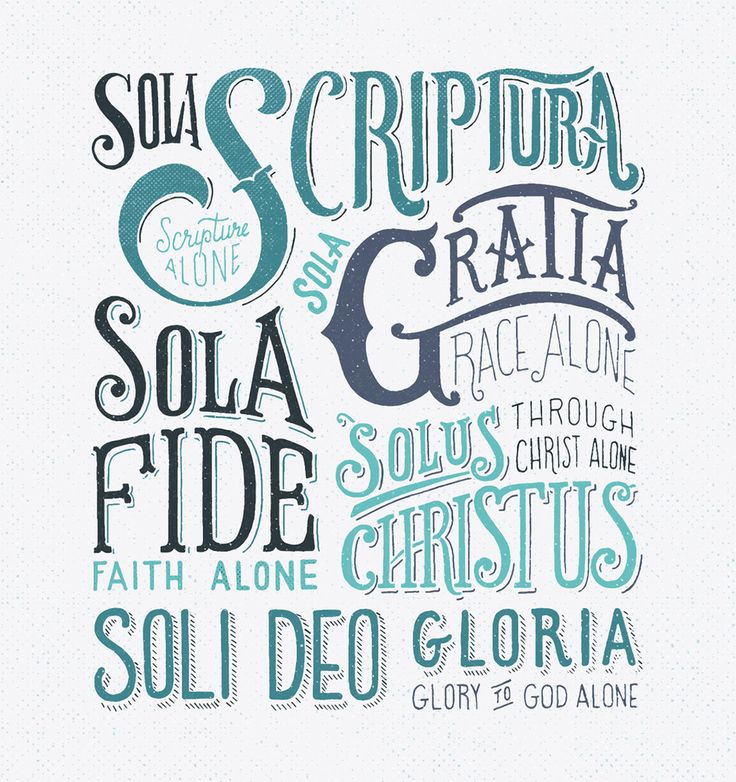 SOLA SCRIPTURA
Scripture
ALONE
SOLA
GRATIA
GRACE ALONE
SOLA
FIDE
FAITH ALONE
SOLUS
THROUGH
CHRIST ALONE
CHRISTUS
SOLI DEO GLORIA
GLORY TO GOD ALONE